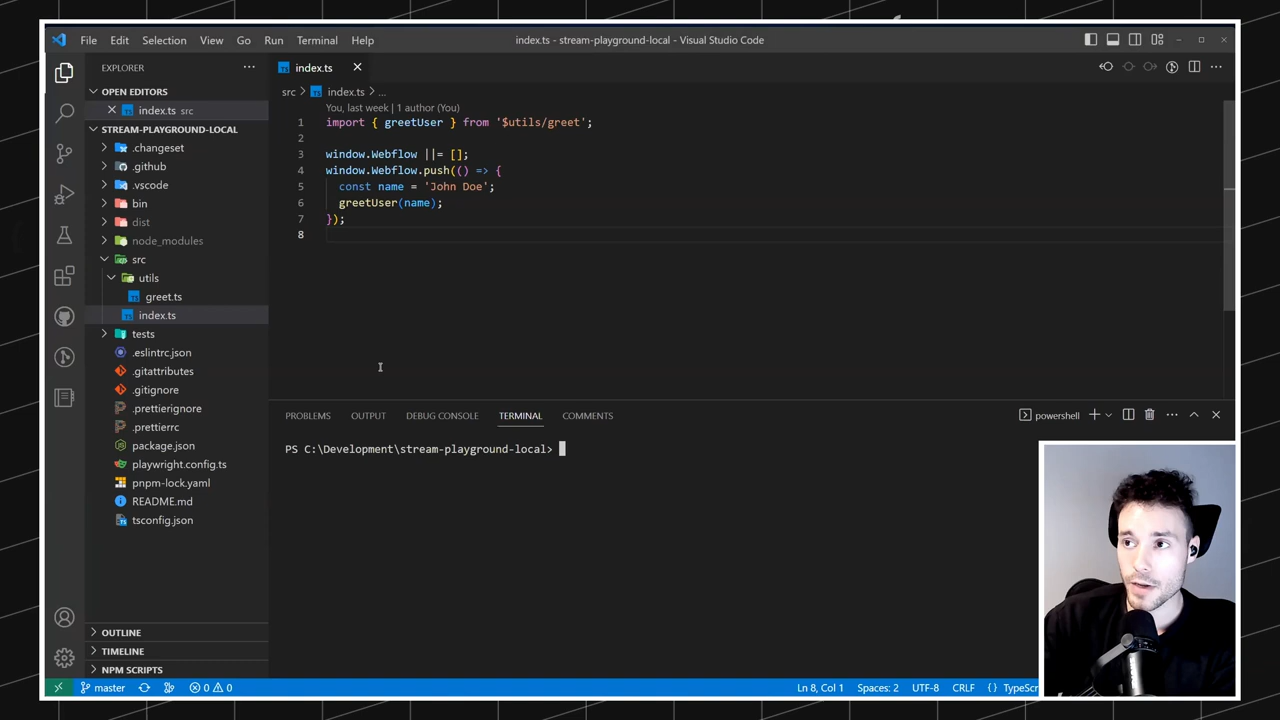 File Edit Selection View Go Run Terminal Help
index.ts - stream-playground-local - Visual Studio Code
EXPLORER
OPEN EDITORS
index.ts src
STREAM-PLAYGROUND-LOCAL
.changeset
.github
.vscode
bin
dist
node_modules
src
utils
greet.ts
index.ts
tests
.eslintrc.json
.gitattributes
.gitignore
.prettierignore
.prettierrc
package.json
playwright.config.ts
pnpm-lock.yaml
README.md
tsconfig.json
OUTLINE
TIMELINE
NPM SCRIPTS
index.ts
src > index.ts > ...
You, last week | 1 author (You)
1 import { greetUser } from '$utils/greet';
2
3 window.Webflow ||= [];
4 window.Webflow.push(() => {
5 const name = 'John Doe';
6 greetUser(name);
7 });
8
PROBLEMS OUTPUT DEBUG CONSOLE TERMINAL COMMENTS
powershell
PS C:\Development\stream-playground-local>
master 0 0
Ln 8, Col 1 Spaces: 2 UTF-8 CRLF { } TypeScr